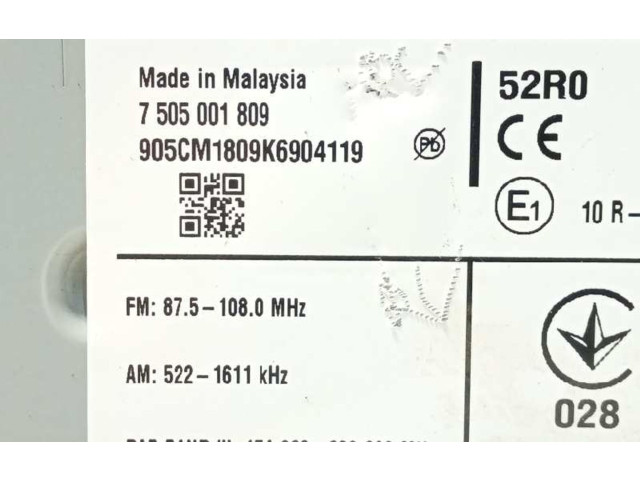 Made in Malaysia
7 505 001 809
905CM1809K6904119
Pb
52R0
CE
E1
10 R-
FM: 87.5-108.0 MHz
AM: 522-1611 kHz
028